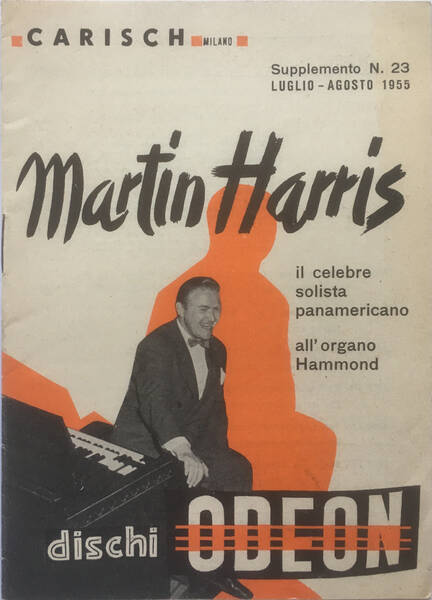 CARISCH MILANO
Supplemento N. 23
LUGLIO - AGOSTO 1955
Martin Harris
il celebre
solista
panamericano
all'organo
Hammond
dischi ODEON